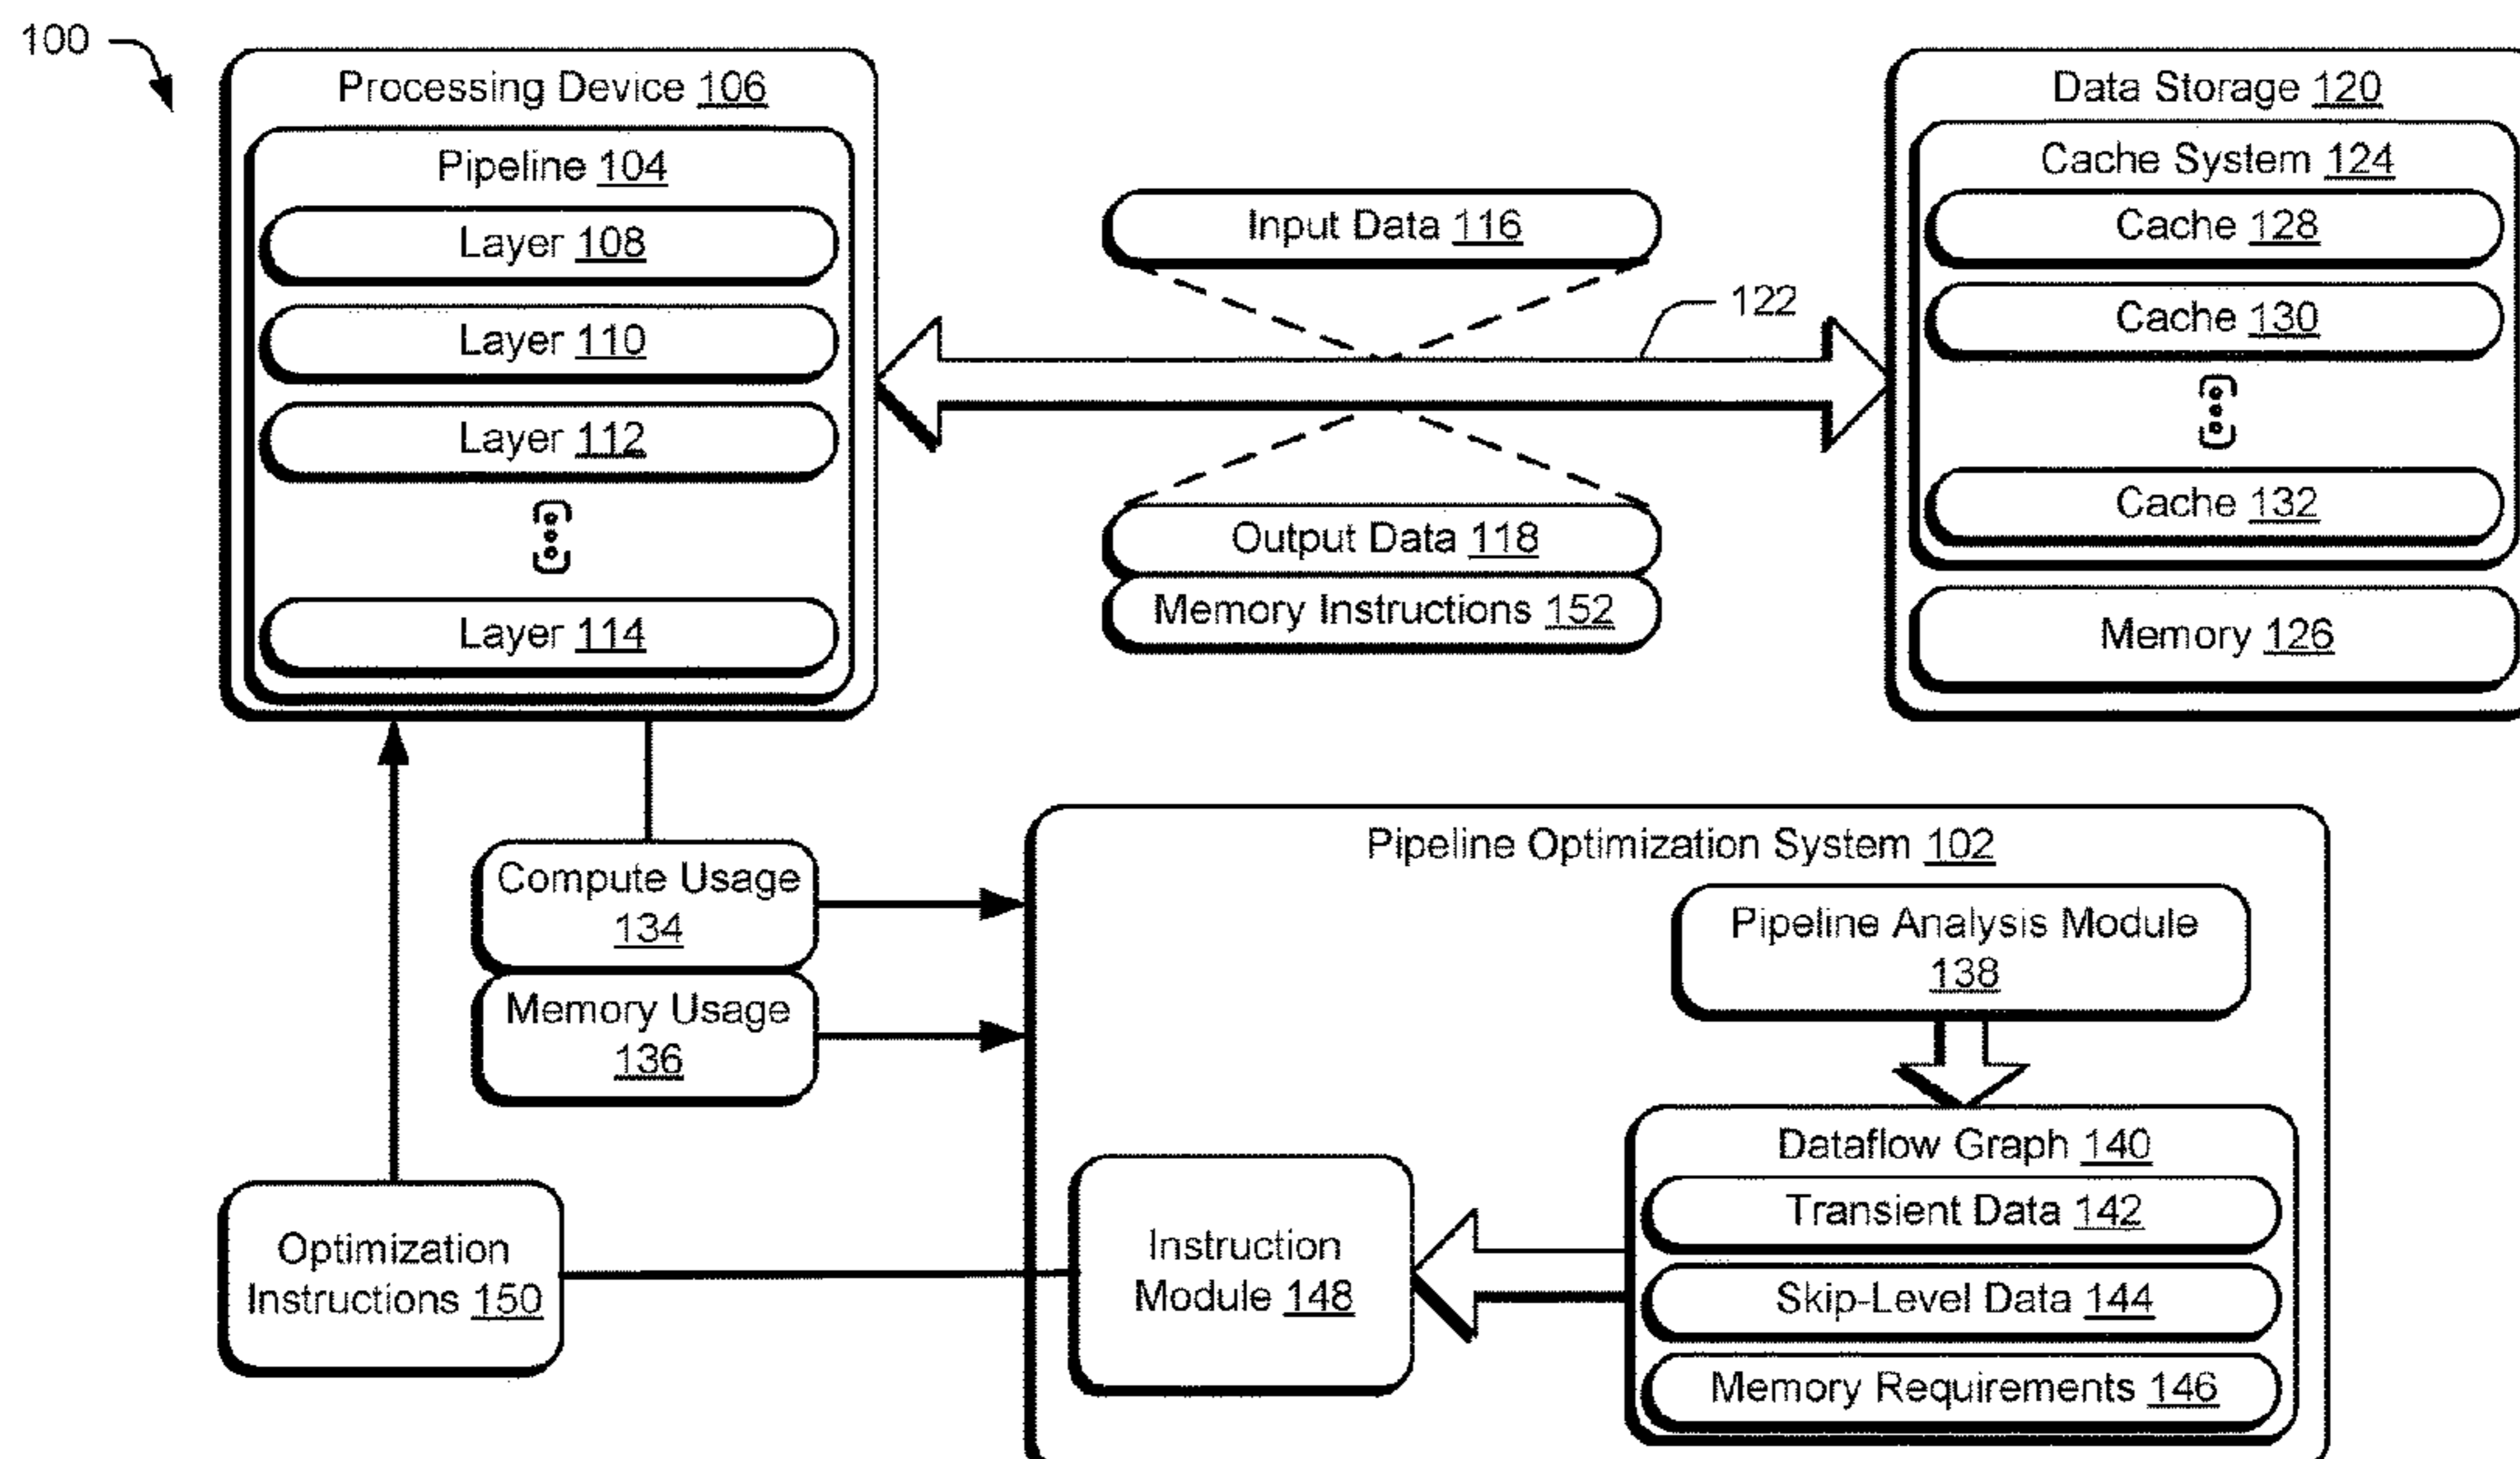 100
Processing Device 106
Pipeline 104
Layer 108
Layer 110
Layer 112
Layer 114
Input Data 116
122
Output Data 118
Memory Instructions 152
Data Storage 120
Cache System 124
Cache 128
Cache 130
Cache 132
Memory 126
Compute Usage
134
Memory Usage
136
Optimization
Instructions 150
Pipeline Optimization System 102
Pipeline Analysis Module
138
Dataflow Graph 140
Transient Data 142
Skip-Level Data 144
Memory Requirements 146
Instruction
Module 148